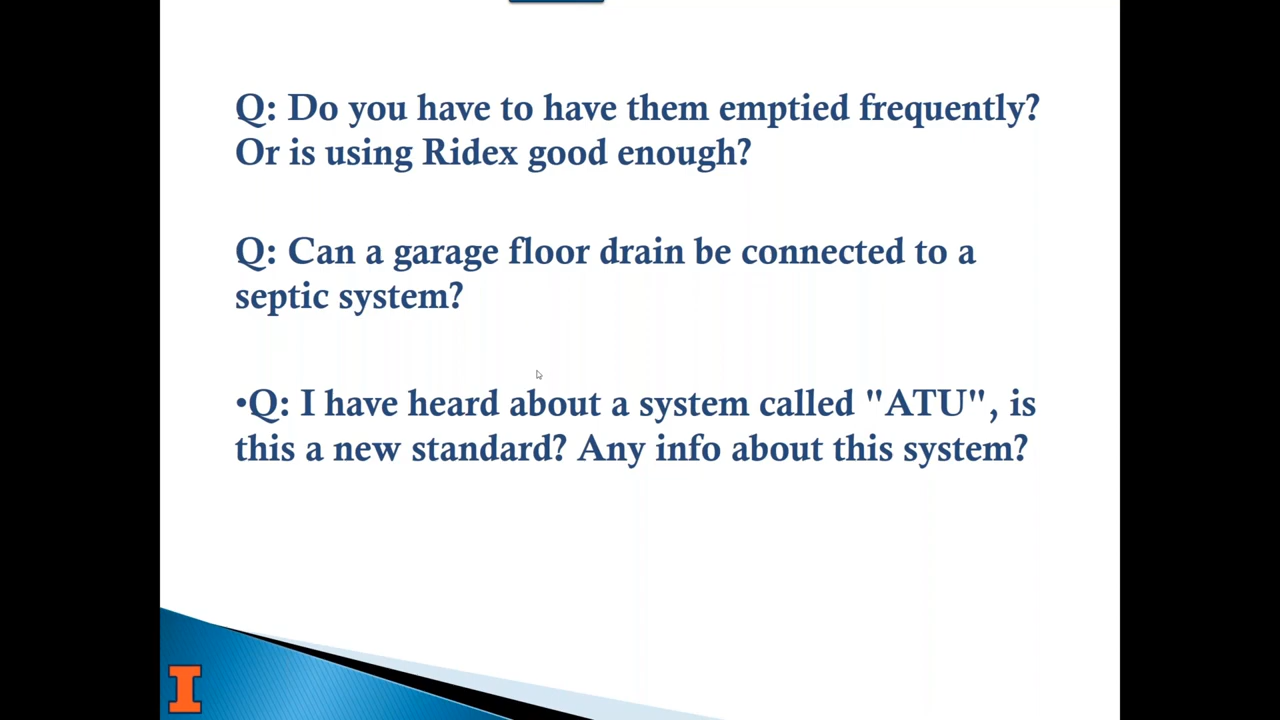 Q: Do you have to have them emptied frequently?
Or is using Ridex good enough?
Q: Can a garage floor drain be connected to a
septic system?
•Q: I have heard about a system called "ATU", is
this a new standard? Any info about this system?
I